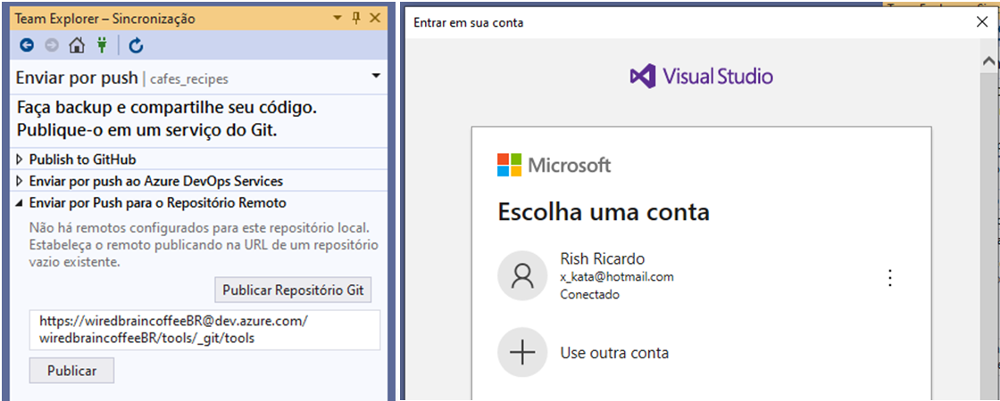 Team Explorer – Sincronização
Enviar por push | cafes_recipes
Faça backup e compartilhe seu código.
Publique-o em um serviço do Git.
Publish to GitHub
Enviar por push ao Azure DevOps Services
Enviar por Push para o Repositório Remoto
Não há remotos configurados para este repositório local.
Estabeleça o remoto publicando na URL de um repositório
vazio existente.
Publicar Repositório Git
https://wiredbraincoffeeBR@dev.azure.com/
wiredbraincoffeeBR/tools/_git/tools
Publicar
Entrar em sua conta
Visual Studio
Microsoft
Escolha uma conta
Rish Ricardo
x_kata@hotmail.com
Conectado
Use outra conta